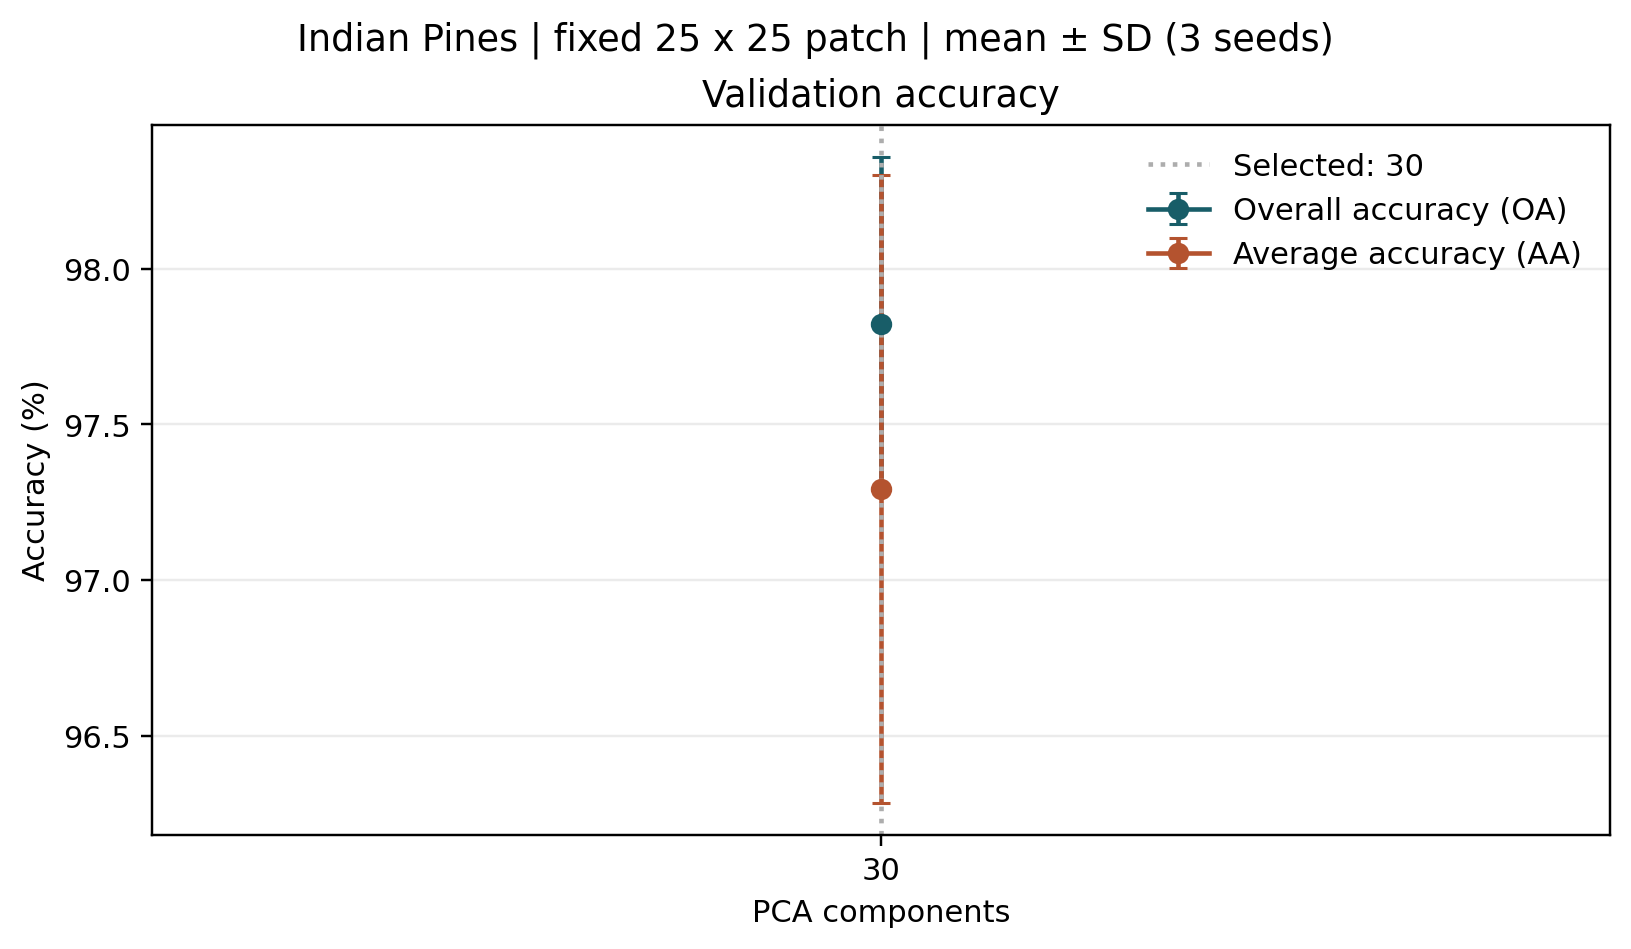 Indian Pines | fixed 25 x 25 patch | mean ± SD (3 seeds)
Validation accuracy
Selected: 30
Overall accuracy (OA)
Average accuracy (AA)
98.0
97.5
97.0
96.5
Accuracy (%)
30
PCA components